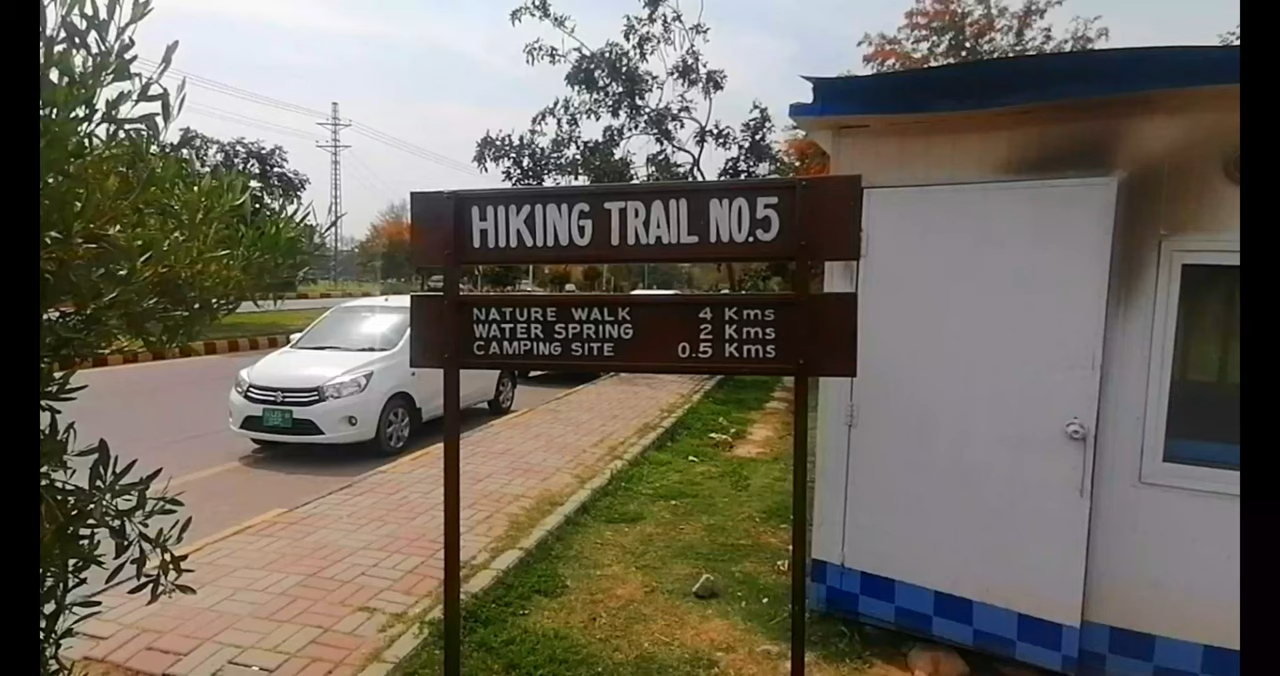 HIKING TRAIL NO.5
NATURE WALK 4 Kms
WATER SPRING 2 Kms
CAMPING SITE 0.5 Kms